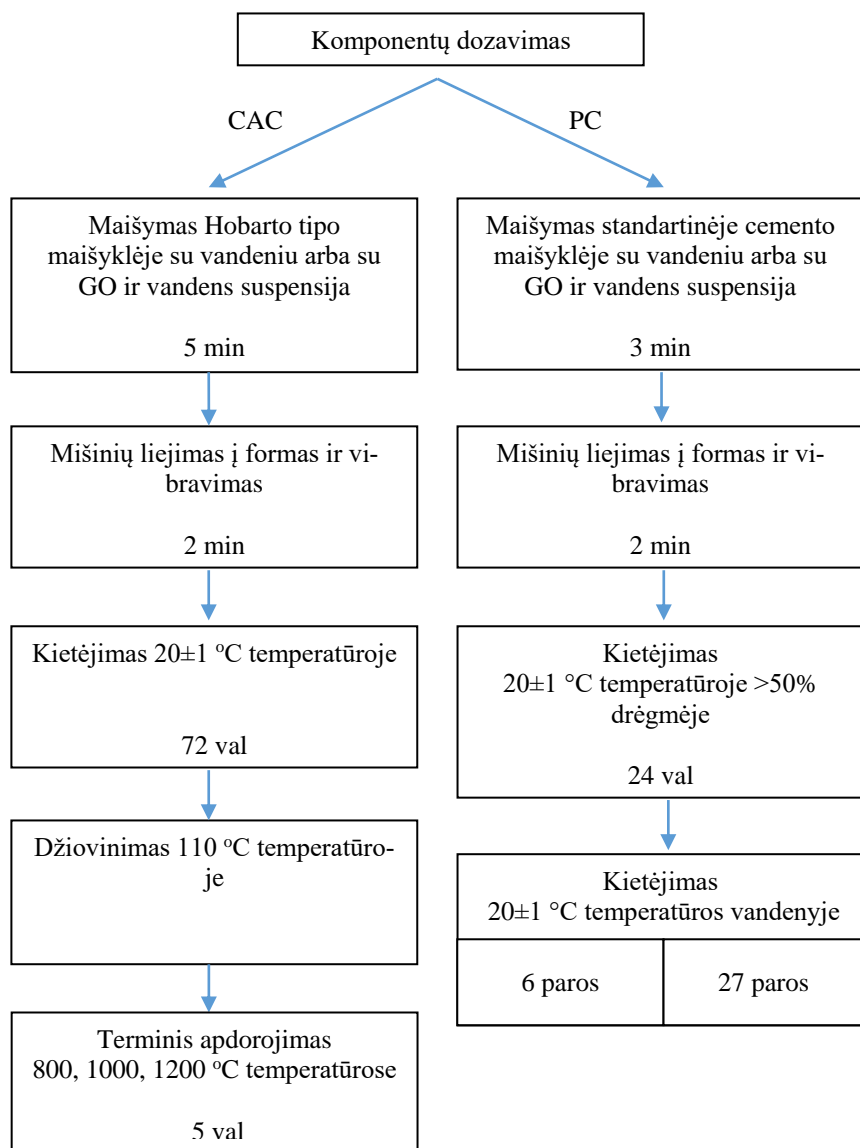 Komponentų dozavimas
CAC
PC
Maišymas Hobarto tipo
maišyklėje su vandeniu arba su
GO ir vandens suspensija
5 min
Maišymas standartinėje cemento
maišyklėje su vandeniu arba su
GO ir vandens suspensija
3 min
Mišinių liejimas į formas ir vi-
bravimas
2 min
Mišinių liejimas į formas ir vi-
bravimas
2 min
Kietėjimas 20±1 °C temperatūroje
72 val
Kietėjimas
20±1 °C temperatūroje >50%
drėgmėje
24 val
Džiovinimas 110 °C temperatūro-
je
Kietėjimas
20±1 °C temperatūros vandenyje
6 paros
27 paros
Terminis apdorojimas
800, 1000, 1200 °C temperatūrose
5 val